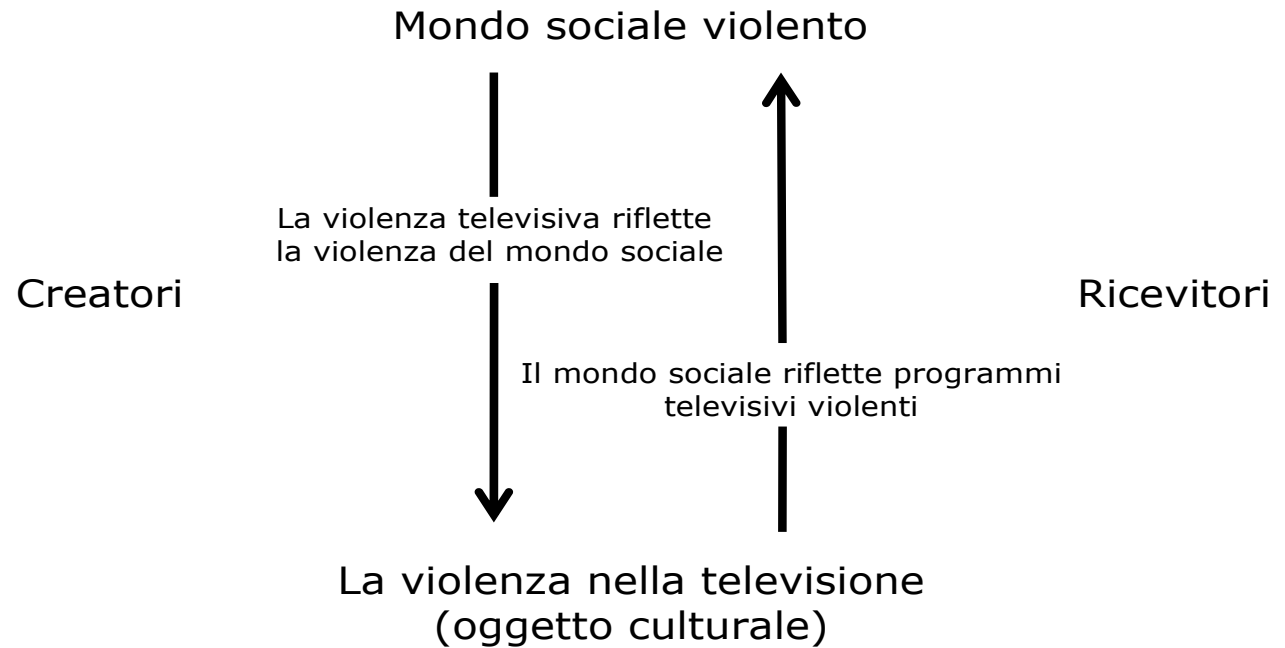 Mondo sociale violento
La violenza televisiva riflette
la violenza del mondo sociale
Creatori
Ricevitori
Il mondo sociale riflette programmi
televisivi violenti
La violenza nella televisione
(oggetto culturale)